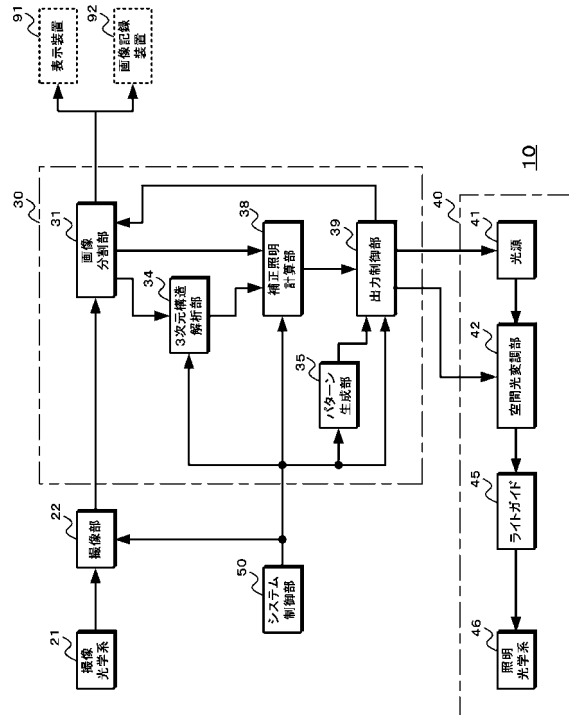 10
21
撮像
光学系
22
撮像部
30
31
画像
分割部
91
表示装置
92
画像記録
装置
34
3次元構造
解析部
38
補正照明
計算部
35
パターン
生成部
39
出力制御部
50
システム
制御部
40
41
光源
42
空間光変調部
45
ライトガイド
46
照明
光学系